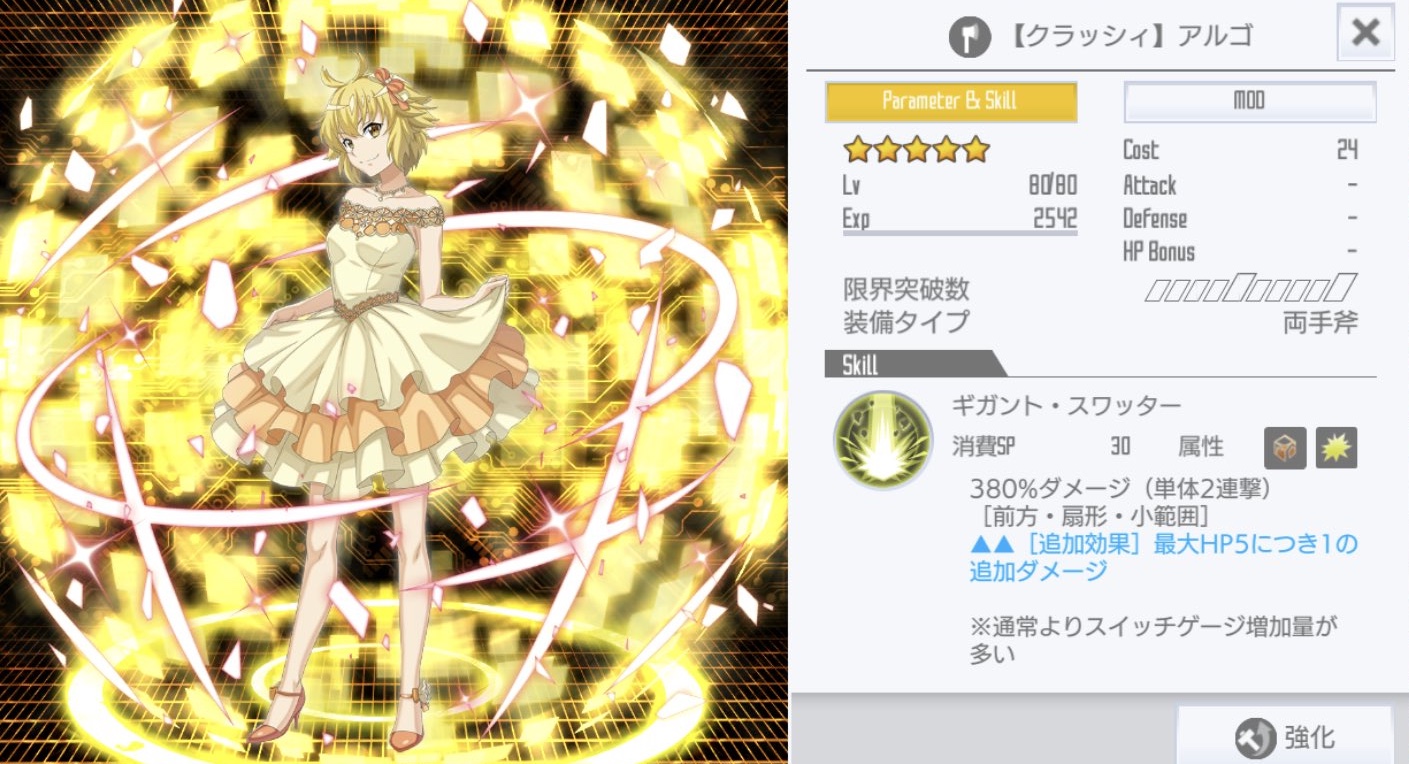 【クラッシィ】アルゴ
Parameter & Skill
MOD
Lv 80/80
Exp 2542
Cost 24
Attack -
Defense -
HP Bonus -
限界突破数
装備タイプ 両手斧
Skill
ギガント・スワッター
消費SP 30 属性
380%ダメージ（単体2連撃）
［前方・扇形・小範囲］
▲▲［追加効果］最大HP5につき1の
追加ダメージ
※通常よりスイッチゲージ増加量が
多い
強化